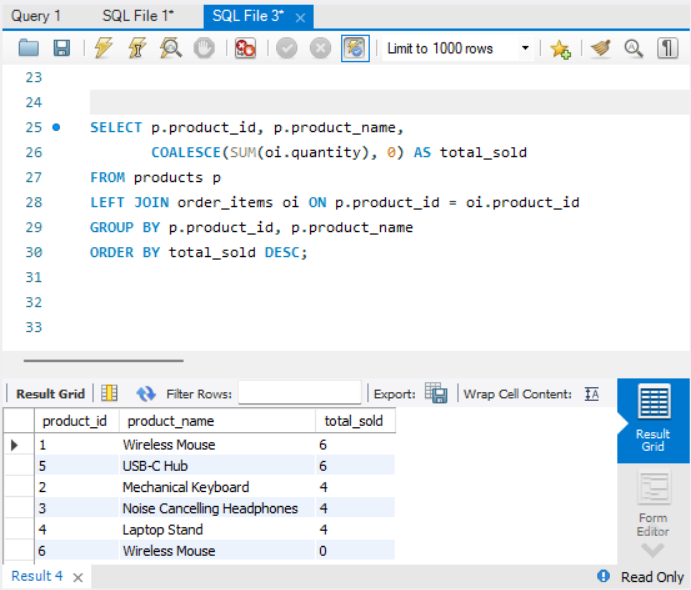 Query 1 SQL File 1* SQL File 3* ×
Limit to 1000 rows
23
24
25 SELECT p.product_id, p.product_name,
26 COALESCE(SUM(oi.quantity), 0) AS total_sold
27 FROM products p
28 LEFT JOIN order_items oi ON p.product_id = oi.product_id
29 GROUP BY p.product_id, p.product_name
30 ORDER BY total_sold DESC;
31
32
33
Result Grid Filter Rows: Export: Wrap Cell Content: IA
product_id product_name total_sold
1 Wireless Mouse 6
5 USB-C Hub 6
2 Mechanical Keyboard 4
3 Noise Cancelling Headphones 4
4 Laptop Stand 4
6 Wireless Mouse 0
Result
Grid
Form
Editor
Result 4 × Read Only